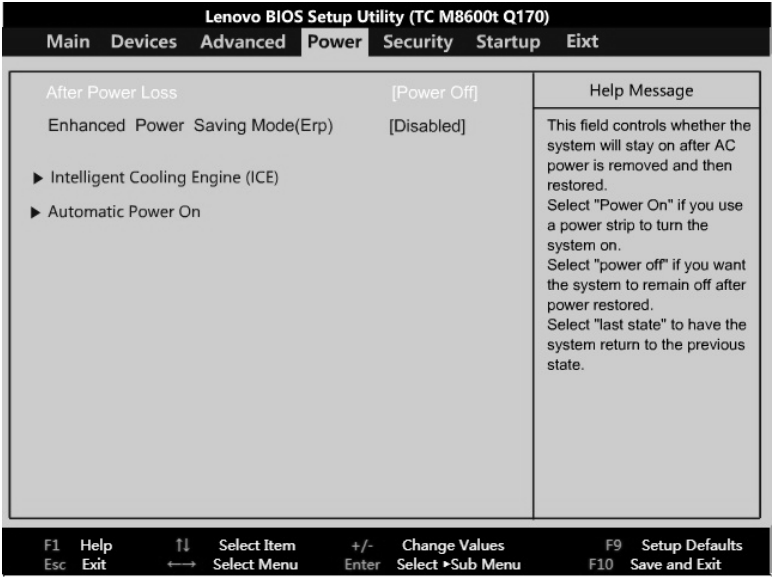 Lenovo BIOS Setup Utility (TC M8600t Q170)
Main Devices Advanced Power Security Startup Eixt
After Power Loss [Power Off]
Enhanced Power Saving Mode(Erp) [Disabled]
▶ Intelligent Cooling Engine (ICE)
▶ Automatic Power On
Help Message
This field controls whether the
system will stay on after AC
power is removed and then
restored.
Select "Power On" if you use
a power strip to turn the
system on.
Select "power off" if you want
the system to remain off after
power restored.
Select "last state" to have the
system return to the previous
state.
F1 Help ↑↓ Select Item +/- Change Values F9 Setup Defaults
Esc Exit ←→ Select Menu Enter Select ▶Sub Menu F10 Save and Exit